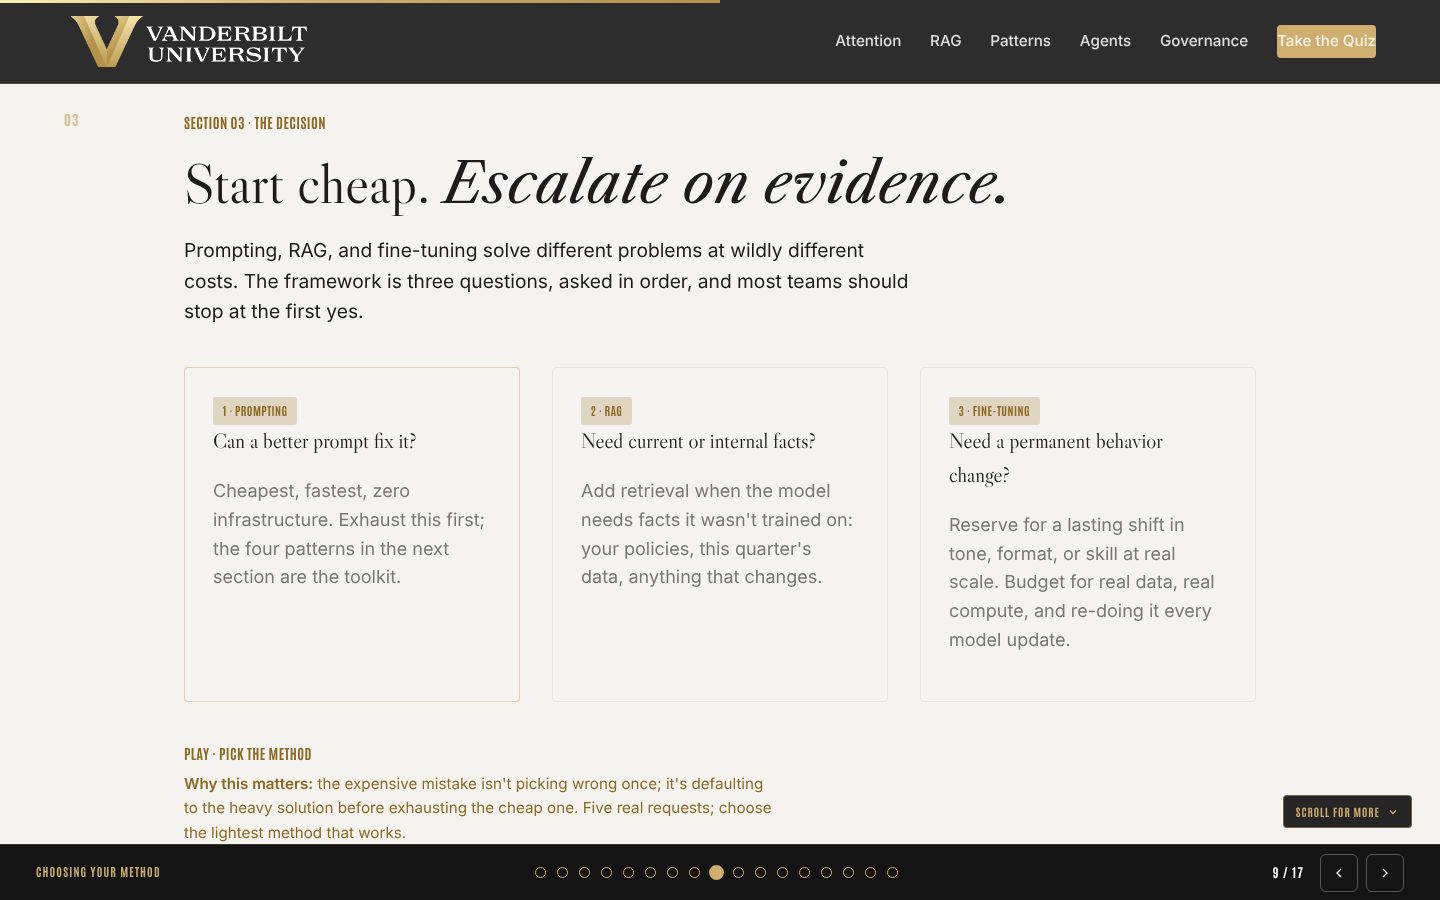 VANDERBILT
UNIVERSITY
Attention
RAG
Patterns
Agents
Governance
Take the Quiz
03
SECTION 03 · THE DECISION
Start cheap. Escalate on evidence.
Prompting, RAG, and fine-tuning solve different problems at wildly different
costs. The framework is three questions, asked in order, and most teams should
stop at the first yes.
1 · PROMPTING
Can a better prompt fix it?
Cheapest, fastest, zero
infrastructure. Exhaust this first;
the four patterns in the next
section are the toolkit.
2 · RAG
Need current or internal facts?
Add retrieval when the model
needs facts it wasn't trained on:
your policies, this quarter's
data, anything that changes.
3 · FINE-TUNING
Need a permanent behavior
change?
Reserve for a lasting shift in
tone, format, or skill at real
scale. Budget for real data, real
compute, and re-doing it every
model update.
PLAY · PICK THE METHOD
Why this matters: the expensive mistake isn't picking wrong once; it's defaulting
to the heavy solution before exhausting the cheap one. Five real requests; choose
the lightest method that works.
SCROLL FOR MORE
CHOOSING YOUR METHOD
9 / 17